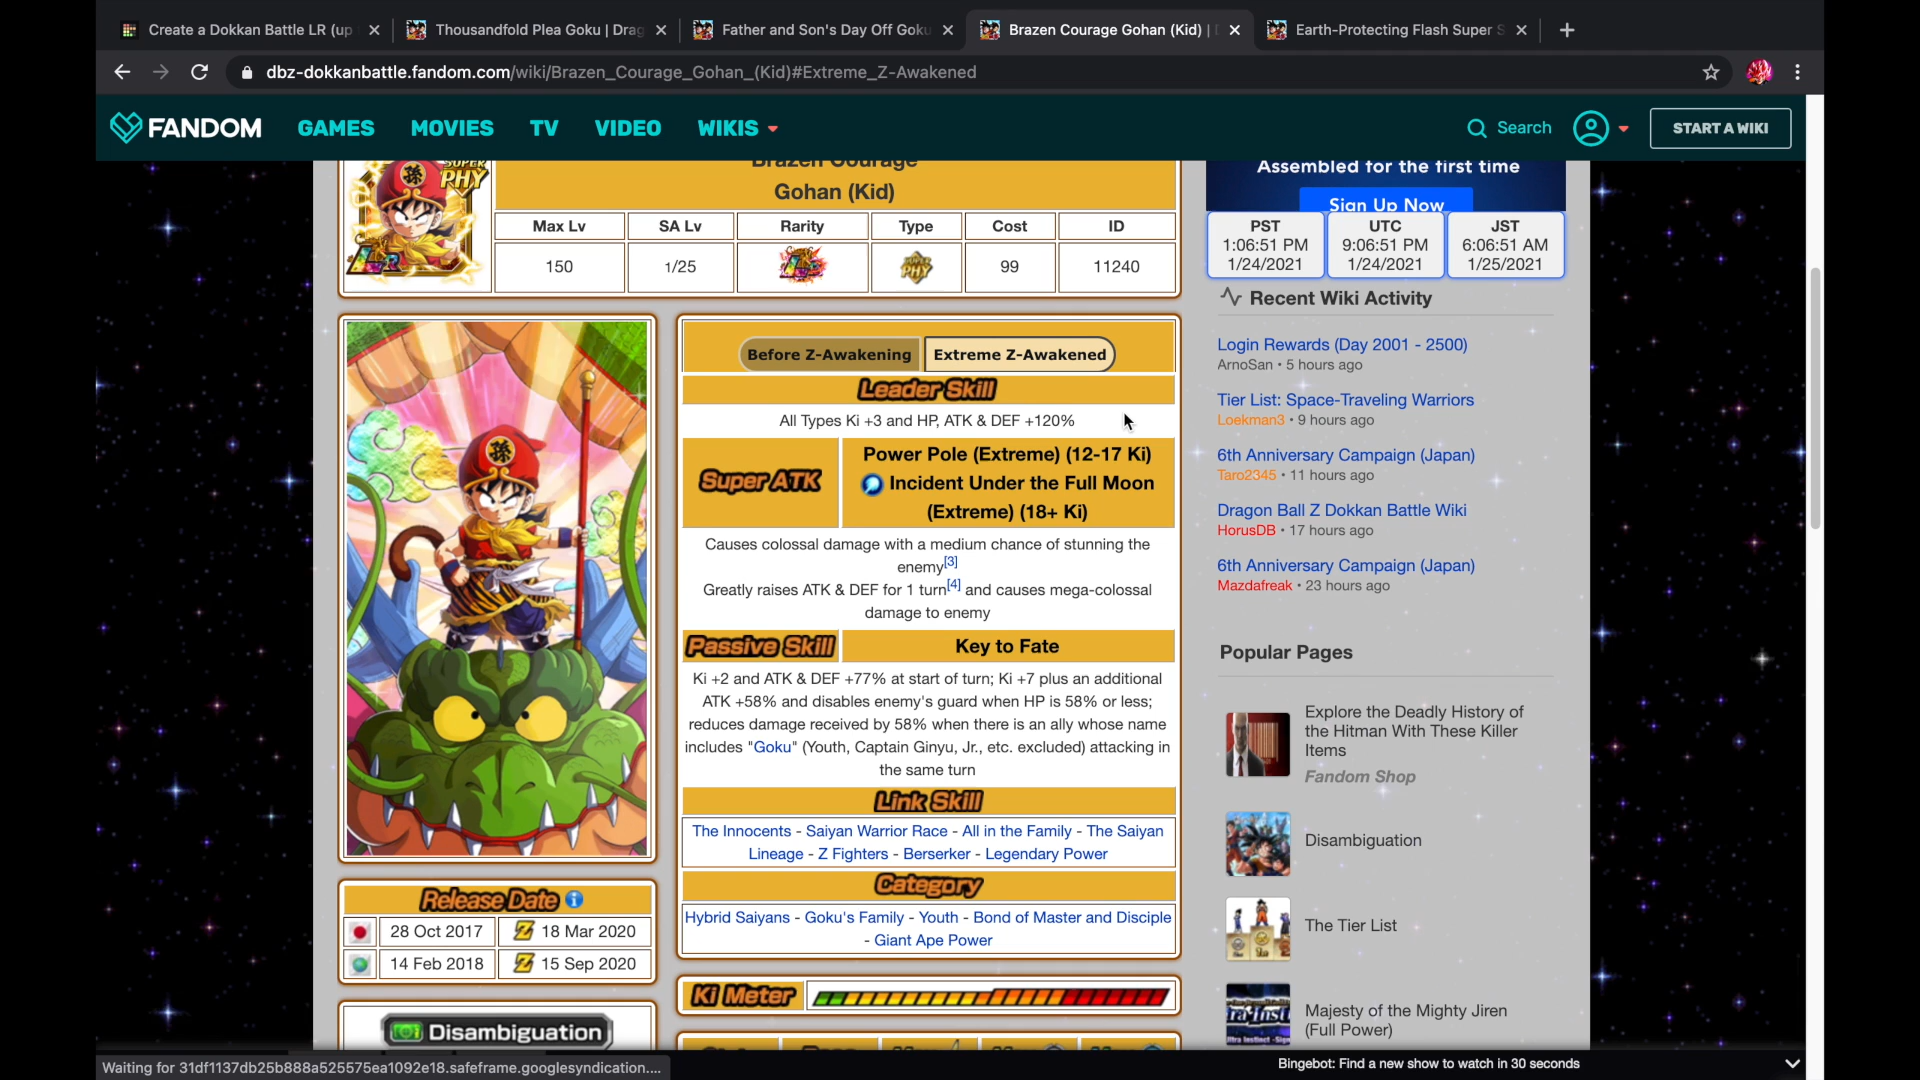 Create a Dokkan Battle LR (up
Thousandfold Plea Goku | Drag
Father and Son's Day Off Goku
Brazen Courage Gohan (Kid) |
Earth-Protecting Flash Super S
dbz-dokkanbattle.fandom.com/wiki/Brazen_Courage_Gohan_(Kid)#Extreme_Z-Awakened
FANDOM
GAMES
MOVIES
TV
VIDEO
WIKIS
Search
START A WIKI
SUPER
PHY
LR
Brazen Courage
Gohan (Kid)
Max Lv
SA Lv
Rarity
Type
Cost
ID
150
1/25
LR
SUPER
PHY
99
11240
Assembled for the first time
Sign Up Now
PST
1:06:51 PM
1/24/2021
UTC
9:06:51 PM
1/24/2021
JST
6:06:51 AM
1/25/2021
孫
Before Z-Awakening
Extreme Z-Awakened
Leader Skill
All Types Ki +3 and HP, ATK & DEF +120%
Super ATK
Power Pole (Extreme) (12-17 Ki)
Incident Under the Full Moon
(Extreme) (18+ Ki)
Causes colossal damage with a medium chance of stunning the
enemy[3]
Greatly raises ATK & DEF for 1 turn[4] and causes mega-colossal
damage to enemy
Passive Skill
Key to Fate
Ki +2 and ATK & DEF +77% at start of turn; Ki +7 plus an additional
ATK +58% and disables enemy's guard when HP is 58% or less;
reduces damage received by 58% when there is an ally whose name
includes "Goku" (Youth, Captain Ginyu, Jr., etc. excluded) attacking in
the same turn
Link Skill
The Innocents - Saiyan Warrior Race - All in the Family - The Saiyan
Lineage - Z Fighters - Berserker - Legendary Power
Category
Hybrid Saiyans - Goku's Family - Youth - Bond of Master and Disciple
- Giant Ape Power
Ki Meter
Release Date
28 Oct 2017
Z 18 Mar 2020
14 Feb 2018
Z 15 Sep 2020
Disambiguation
Recent Wiki Activity
Login Rewards (Day 2001 - 2500)
ArnoSan • 5 hours ago
Tier List: Space-Traveling Warriors
Loekman3 • 9 hours ago
6th Anniversary Campaign (Japan)
Taro2345 • 11 hours ago
Dragon Ball Z Dokkan Battle Wiki
HorusDB • 17 hours ago
6th Anniversary Campaign (Japan)
Mazdafreak • 23 hours ago
Popular Pages
Explore the Deadly History of
the Hitman With These Killer
Items
Fandom Shop
Disambiguation
The Tier List
Majesty of the Mighty Jiren
(Full Power)
Waiting for 31df1137db25b888a525575ea1092e18.safeframe.googlesyndication....
Bingebot: Find a new show to watch in 30 seconds